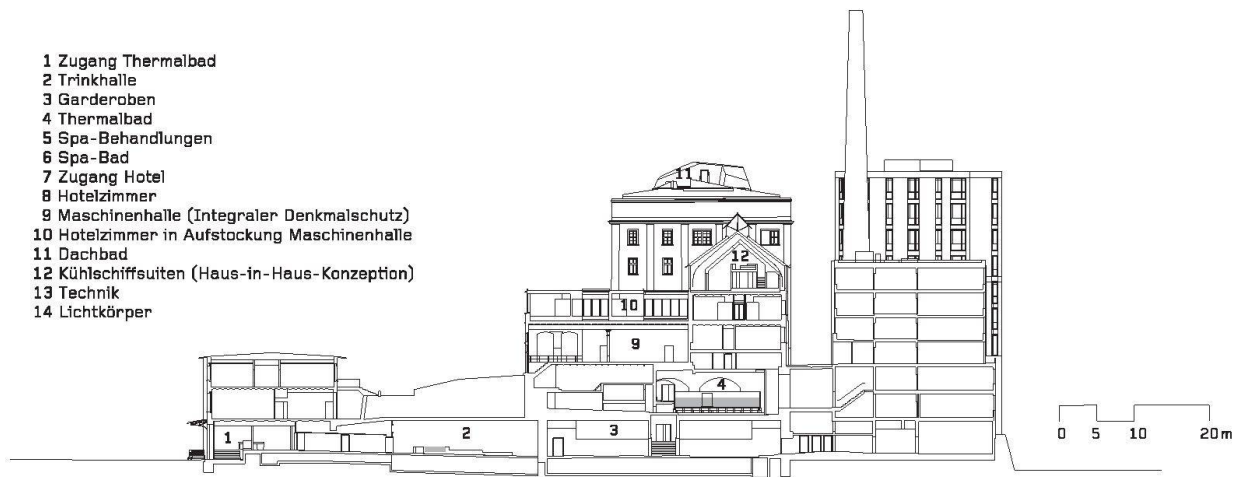 1 Zugang Thermalbad
2 Trinkhalle
3 Garderoben
4 Thermalbad
5 Spa-Behandlungen
6 Spa-Bad
7 Zugang Hotel
8 Hotelzimmer
9 Maschinenhalle (Integraler Denkmalschutz)
10 Hotelzimmer in Aufstockung Maschinenhalle
11 Dachbad
12 Kühlschiffsuiten (Haus-in-Haus-Konzeption)
13 Technik
14 Lichtkörper
11
12
10
9
4
1
2
3
0 5 10 20 m